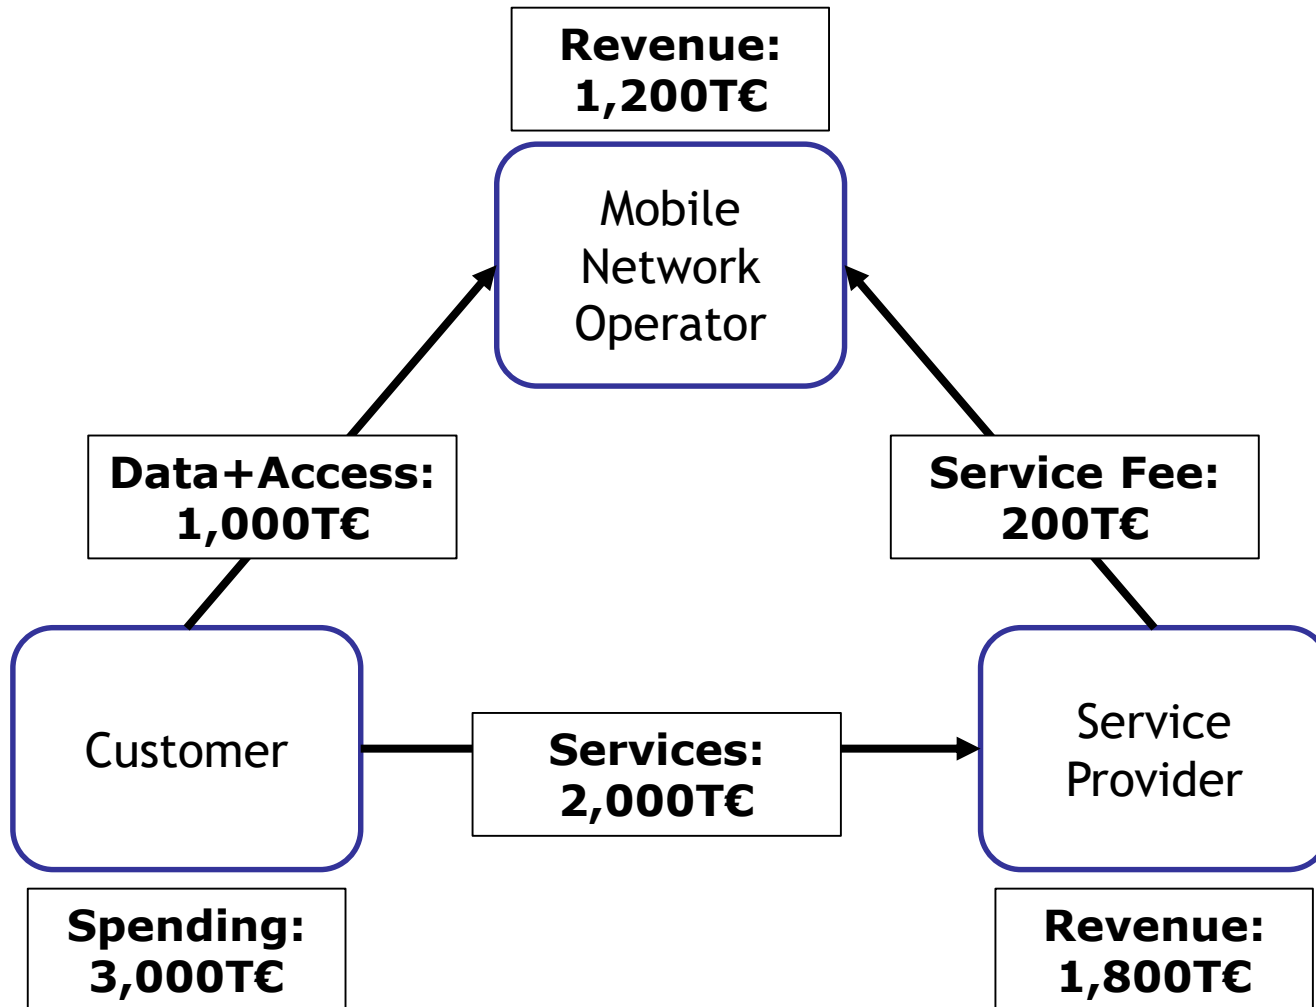 Revenue:
1,200T€
Mobile
Network
Operator
Data+Access:
1,000T€
Service Fee:
200T€
Customer
Services:
2,000T€
Service
Provider
Spending:
3,000T€
Revenue:
1,800T€